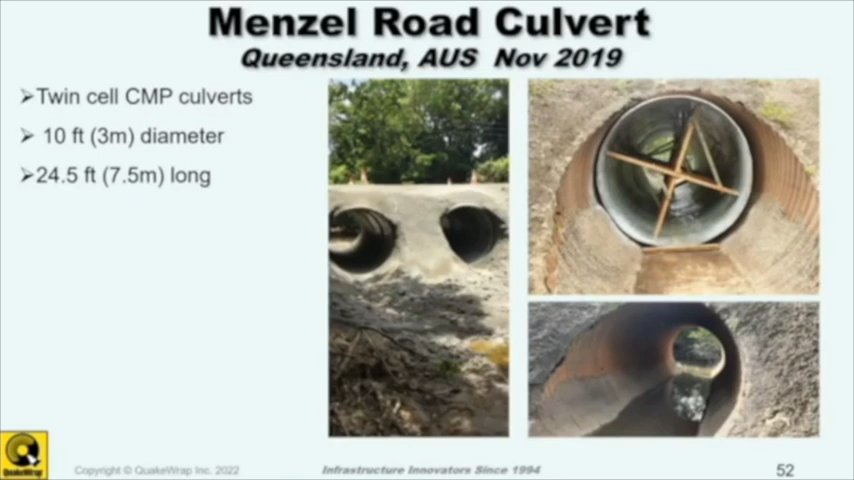 Menzel Road Culvert
Queensland, AUS Nov 2019
➢Twin cell CMP culverts
➢ 10 ft (3m) diameter
➢24.5 ft (7.5m) long
QuakeWrap
Copyright © QuakeWrap Inc. 2022
Infrastructure Innovators Since 1994
52